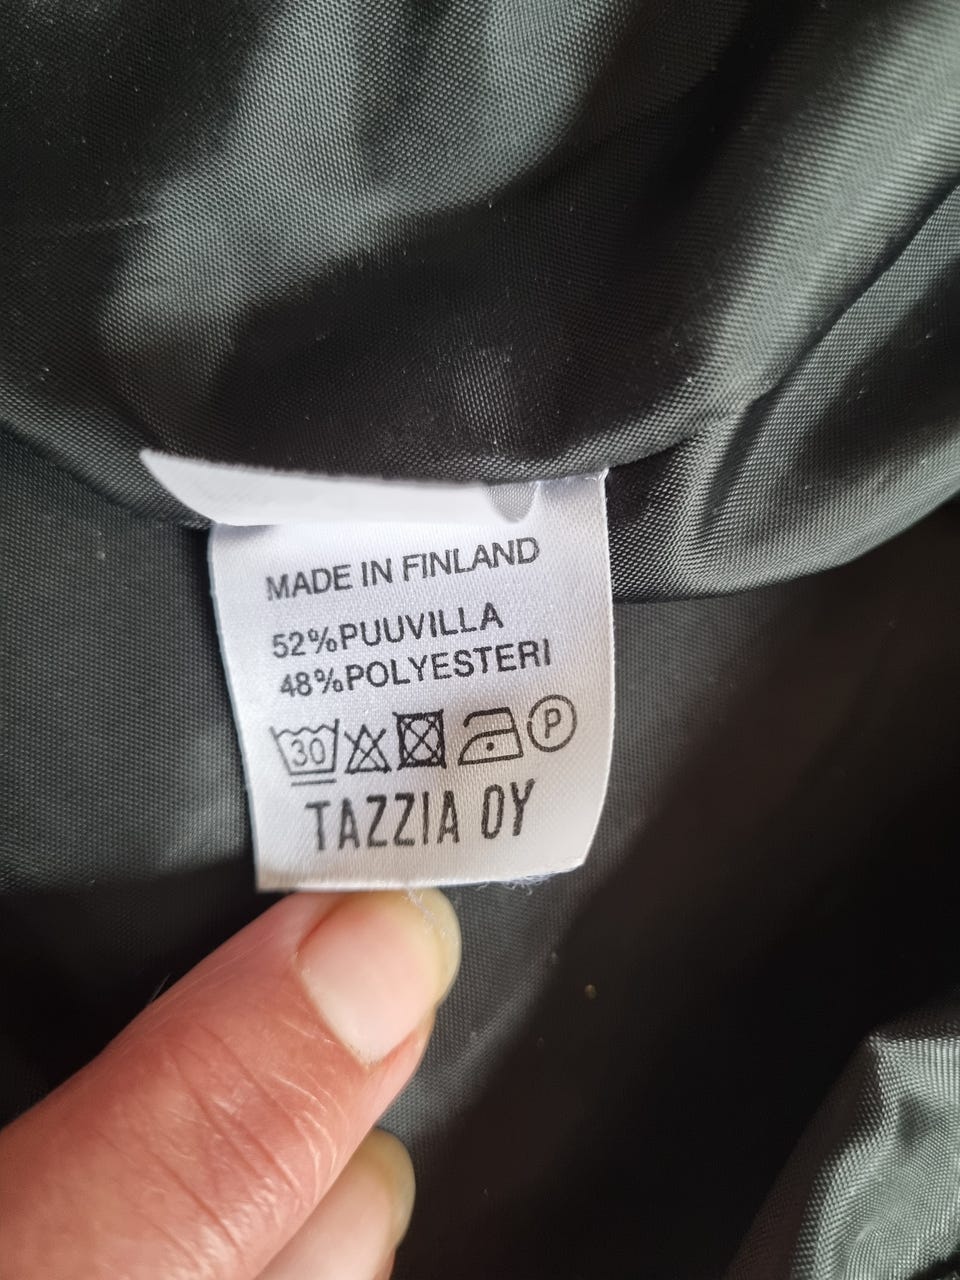 MADE IN FINLAND
52%PUUVILLA
48%POLYESTERI
30 P
TAZZIA OY